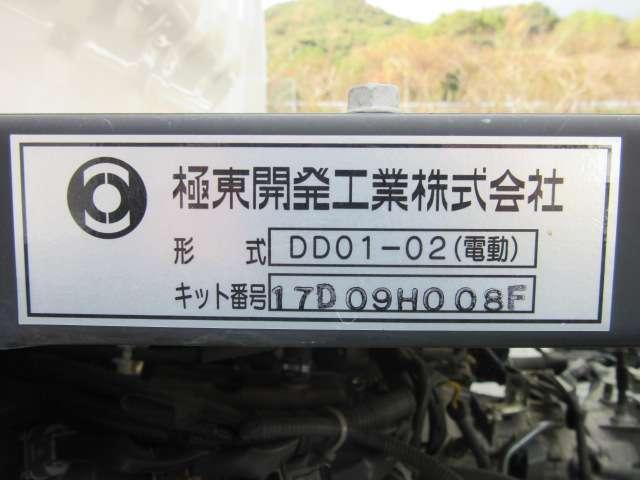 極東開発工業株式会社
形 式 DD01-02(電動)
キット番号 17D09H008F